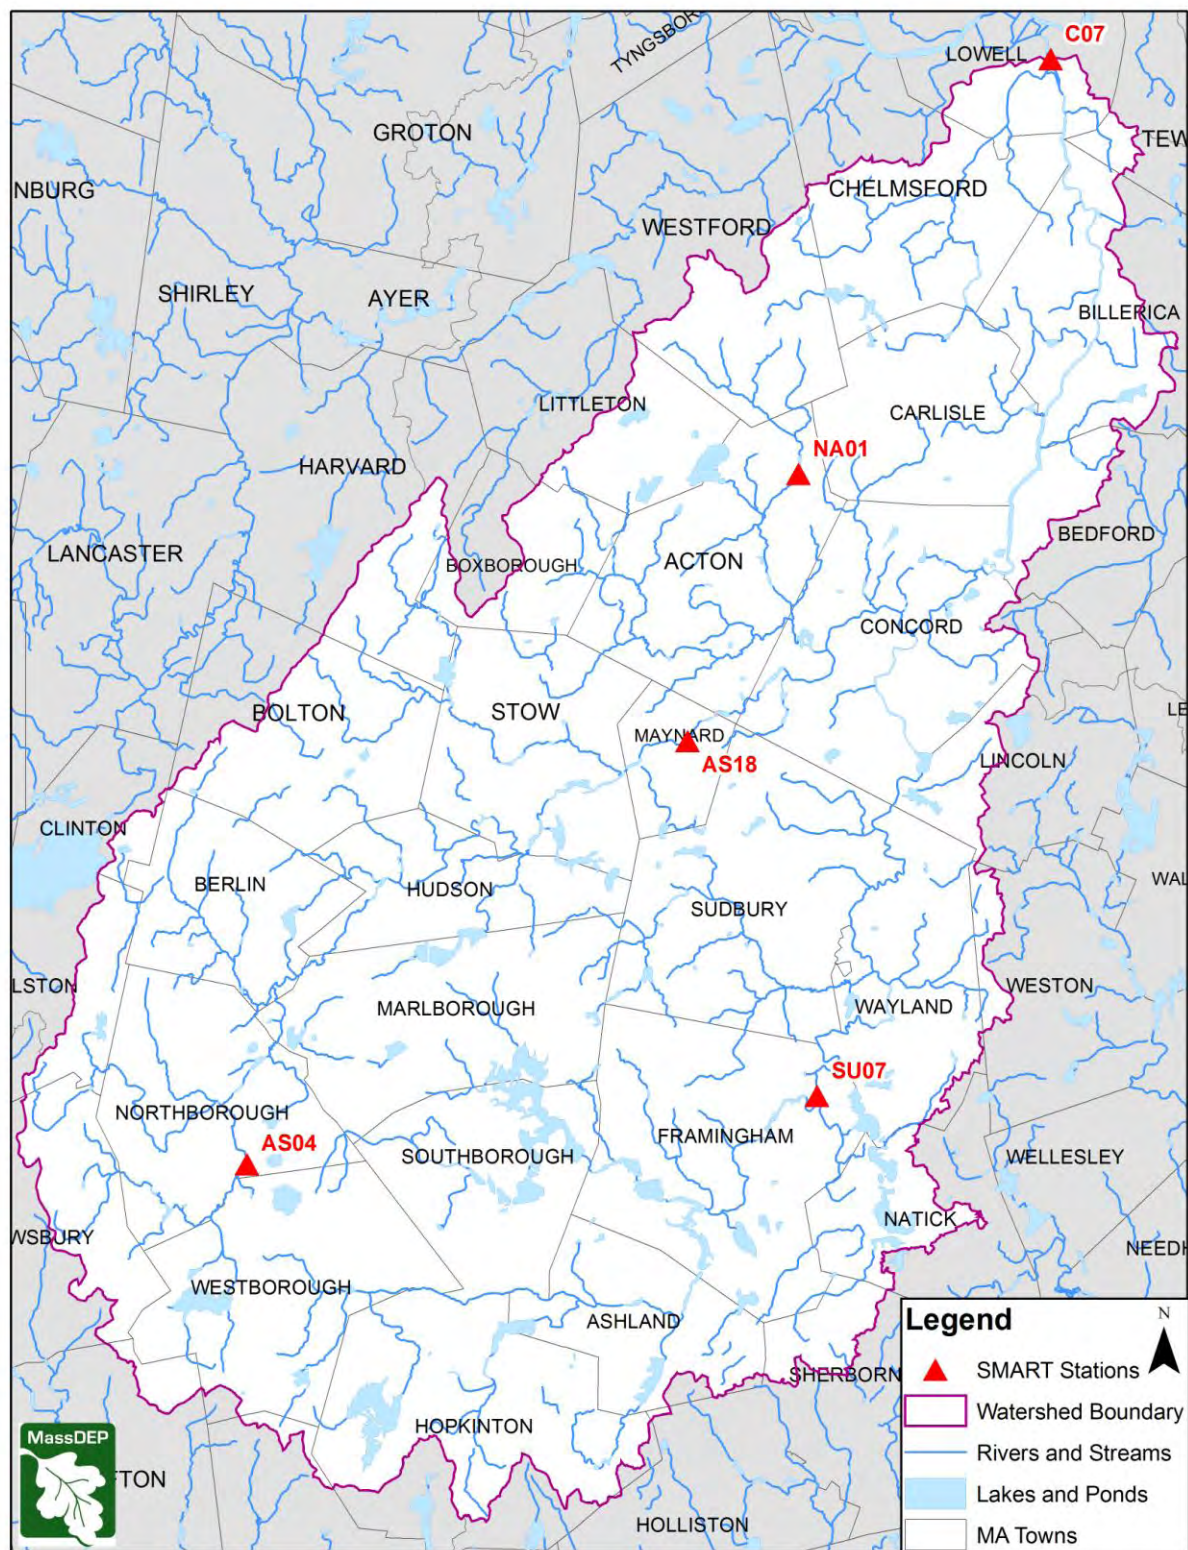 C07
LOWELL
TYNGSBOR
GROTON
TEW
NBURG
CHELMSFORD
WESTFORD
SHIRLEY
AYER
BILLERICA
LITTLETON
CARLISLE
NA01
HARVARD
BEDFORD
LANCASTER
BOXBOROUGH
ACTON
CONCORD
BOLTON
STOW
LE
MAYNARD
AS18
LINCOLN
CLINTON
BERLIN
HUDSON
WAL
SUDBURY
LSTON
WESTON
MARLBOROUGH
WAYLAND
SU07
NORTHBOROUGH
AS04
FRAMINGHAM
SOUTHBOROUGH
WELLESLEY
NATICK
WSBURY
NEEDH
WESTBOROUGH
ASHLAND
SHERBORN
HOPKINTON
FTON
HOLLISTON
MassDEP
Legend
N
SMART Stations
Watershed Boundary
Rivers and Streams
Lakes and Ponds
MA Towns